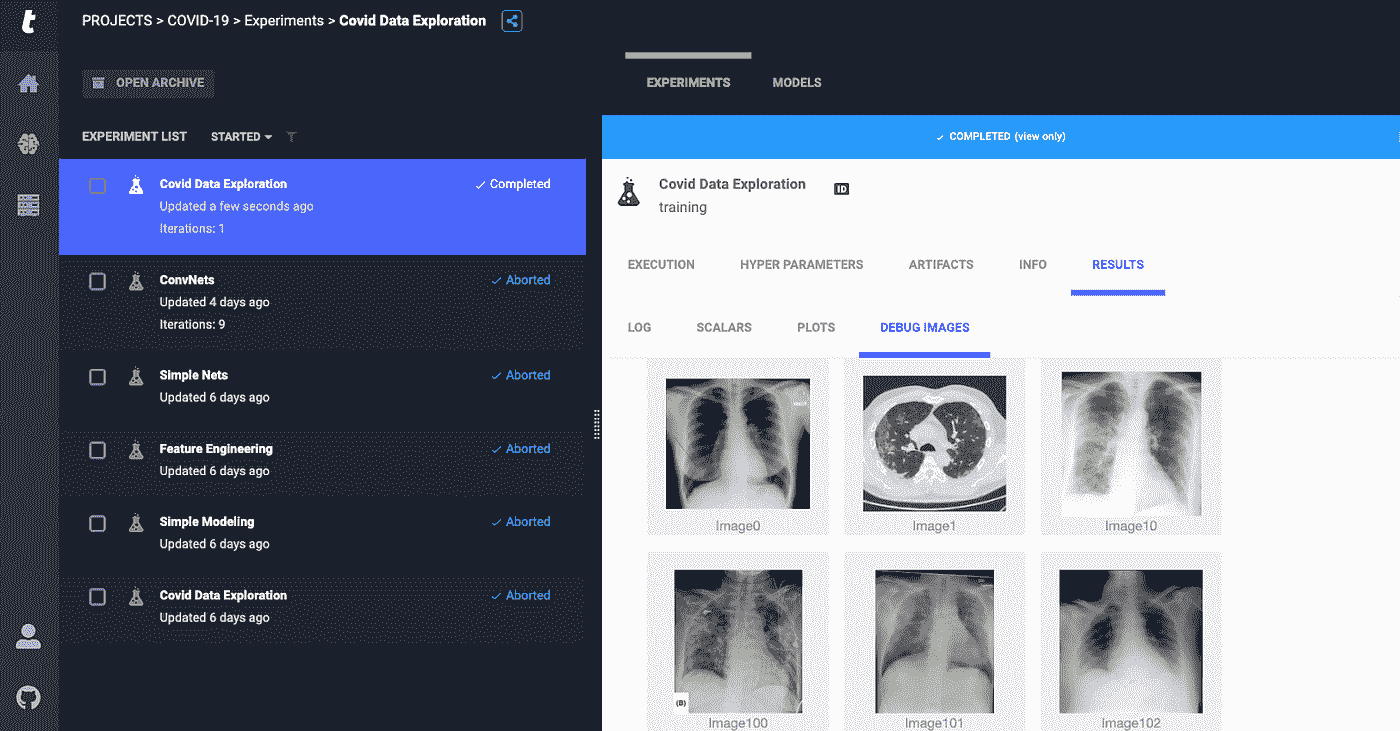 t
PROJECTS > COVID-19 > Experiments > Covid Data Exploration
OPEN ARCHIVE
EXPERIMENTS MODELS
EXPERIMENT LIST STARTED
COMPLETED (view only)
Covid Data Exploration Completed
Updated a few seconds ago
Iterations: 1
ConvNets Aborted
Updated 4 days ago
Iterations: 9
Simple Nets Aborted
Updated 6 days ago
Feature Engineering Aborted
Updated 6 days ago
Simple Modeling Aborted
Updated 6 days ago
Covid Data Exploration Aborted
Updated 6 days ago
Covid Data Exploration ID
training
EXECUTION HYPER PARAMETERS ARTIFACTS INFO RESULTS
LOG SCALARS PLOTS DEBUG IMAGES
Image0 Image1 Image10
(B)
Image100 Image101 Image102